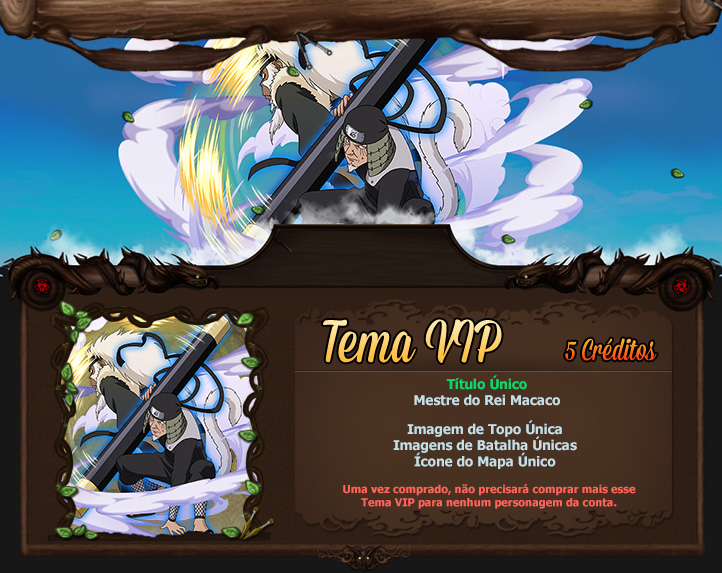 Tema VIP
5 Créditos
Título Único
Mestre do Rei Macaco
Imagem de Topo Única
Imagens de Batalha Únicas
Ícone do Mapa Único
Uma vez comprado, não precisará comprar mais esse
Tema VIP para nenhum personagem da conta.